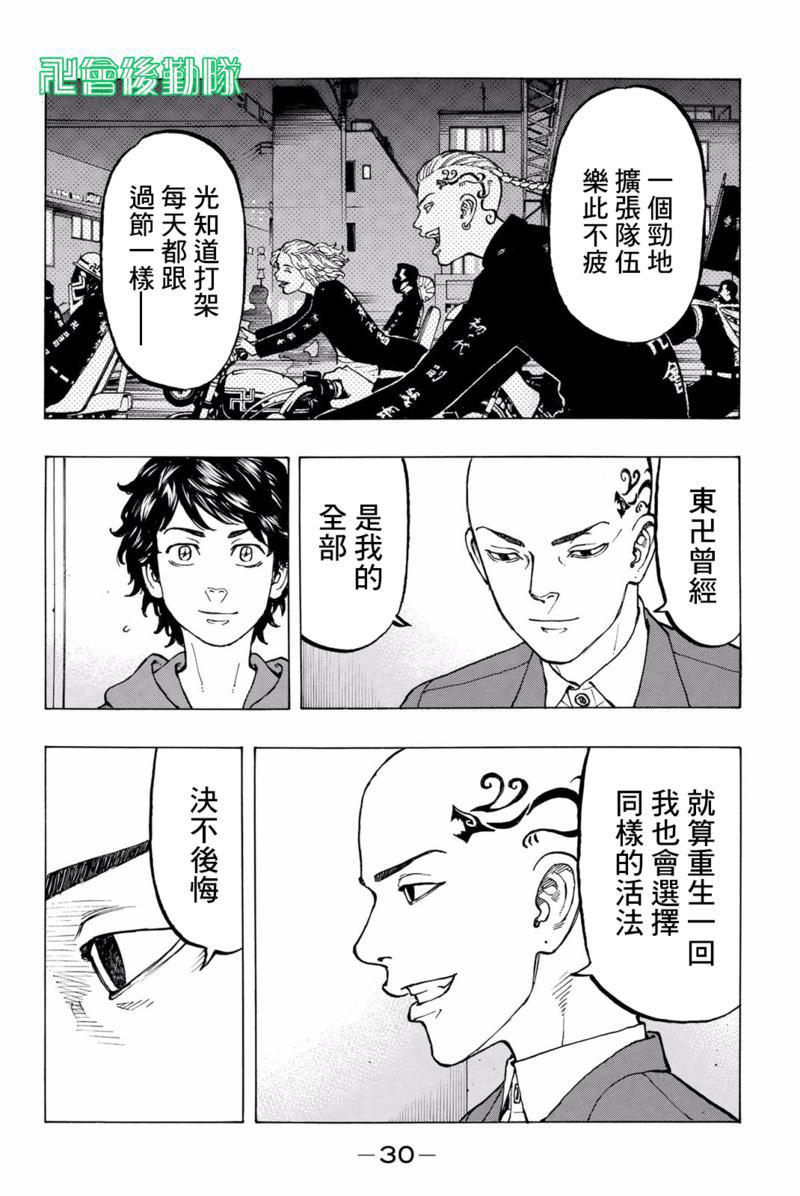 卍會後勤隊
一個勁地
擴張隊伍
樂此不疲
光知道打架
每天都跟
過節一樣——
東卍曾經
是我的
全部
就算重生一回
我也會選擇
同樣的活法
決不後悔
—30—